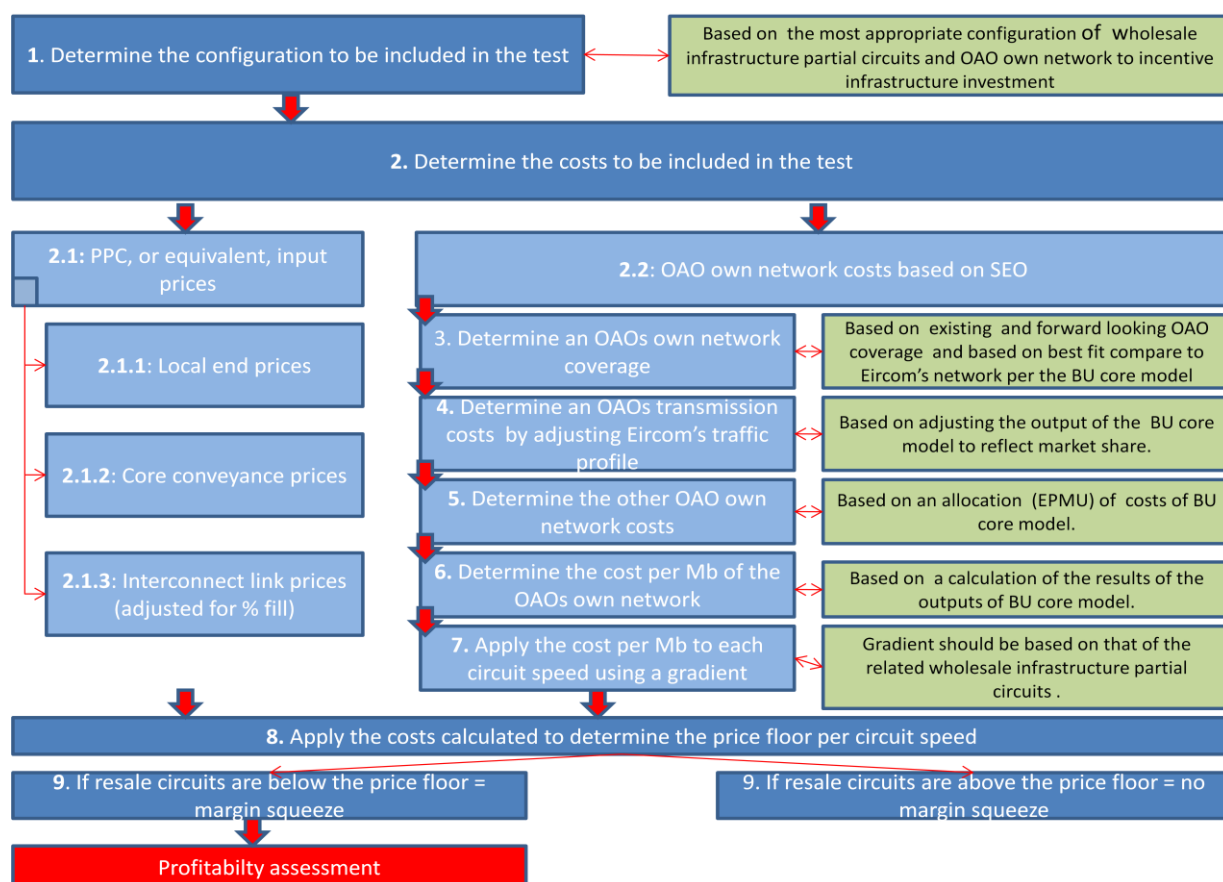 1. Determine the configuration to be included in the test
Based on the most appropriate configuration of wholesale
infrastructure partial circuits and OAO own network to incentive
infrastructure investment
2. Determine the costs to be included in the test
2.1: PPC, or equivalent, input
prices
2.2: OAO own network costs based on SEO
2.1.1: Local end prices
2.1.2: Core conveyance prices
2.1.3: Interconnect link prices
(adjusted for % fill)
3. Determine an OAOs own network
coverage
Based on existing and forward looking OAO
coverage and based on best fit compare to
Eircom's network per the BU core model
4. Determine an OAOs transmission
costs by adjusting Eircom's traffic
profile
Based on adjusting the output of the BU core
model to reflect market share.
5. Determine the other OAO own
network costs
Based on an allocation (EPMU) of costs of BU
core model.
6. Determine the cost per Mb of the
OAOs own network
Based on a calculation of the results of the
outputs of BU core model.
7. Apply the cost per Mb to each
circuit speed using a gradient
Gradient should be based on that of the
related wholesale infrastructure partial
circuits .
8. Apply the costs calculated to determine the price floor per circuit speed
9. If resale circuits are below the price floor =
margin squeeze
9. If resale circuits are above the price floor = no
margin squeeze
Profitabilty assessment